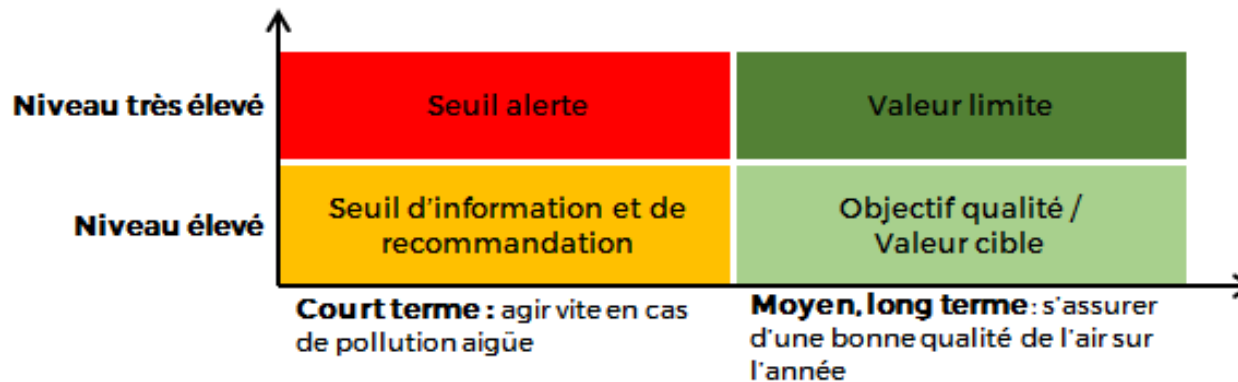 Niveau très élevé
Seuil alerte
Valeur limite
Niveau élevé
Seuil d'information et de
recommandation
Objectif qualité /
Valeur cible
Court terme : agir vite en cas
de pollution aigüe
Moyen, long terme : s'assurer
d'une bonne qualité de l'air sur
l'année